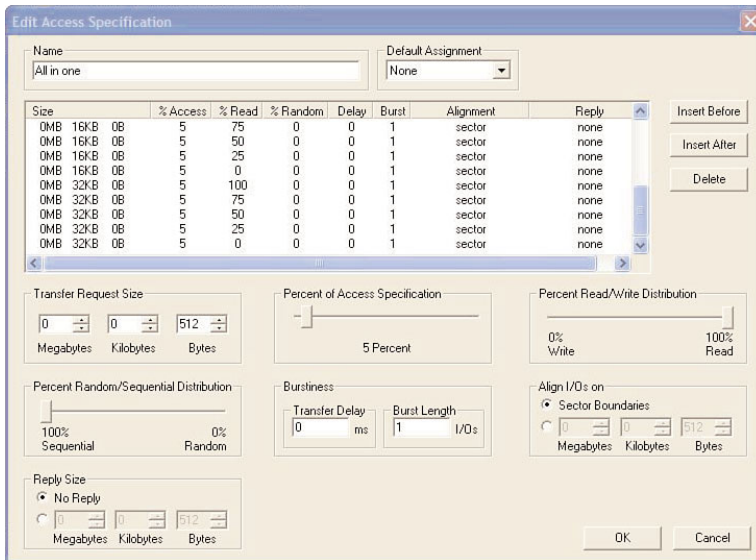 Edit Access Specification
Name
Default Assignment
All in one
None
Size % Access % Read % Random Delay Burst Alignment Reply
0MB 16KB 0B 5 75 0 0 1 sector none
0MB 16KB 0B 5 50 0 0 1 sector none
0MB 16KB 0B 5 25 0 0 1 sector none
0MB 16KB 0B 5 0 0 0 1 sector none
0MB 32KB 0B 5 100 0 0 1 sector none
0MB 32KB 0B 5 75 0 0 1 sector none
0MB 32KB 0B 5 50 0 0 1 sector none
0MB 32KB 0B 5 25 0 0 1 sector none
0MB 32KB 0B 5 0 0 0 1 sector none
Insert Before
Insert After
Delete
Transfer Request Size
0 0 512
Megabytes Kilobytes Bytes
Percent of Access Specification
5 Percent
Percent Read/Write Distribution
0% 100%
Write Read
Percent Random/Sequential Distribution
100% 0%
Sequential Random
Burstiness
Transfer Delay Burst Length
0 ms 1 I/Os
Align I/Os on
Sector Boundaries
0 0 512
Megabytes Kilobytes Bytes
Reply Size
No Reply
0 0 512
Megabytes Kilobytes Bytes
OK Cancel